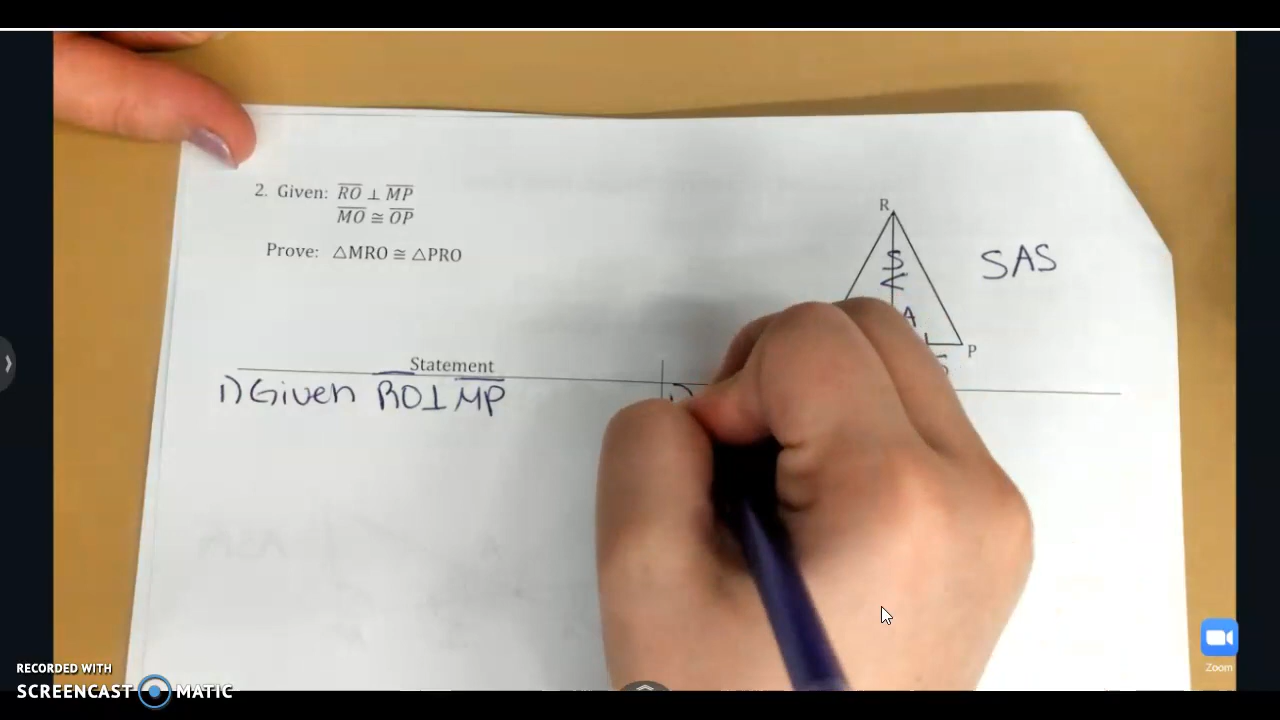 2. Given: RO ⊥ MP
MO ≅ OP
Prove: △MRO ≅ △PRO
R
S
A
P
SAS
Statement
1) Given RO ⊥ MP
1)
Zoom
RECORDED WITH
SCREENCAST MATIC